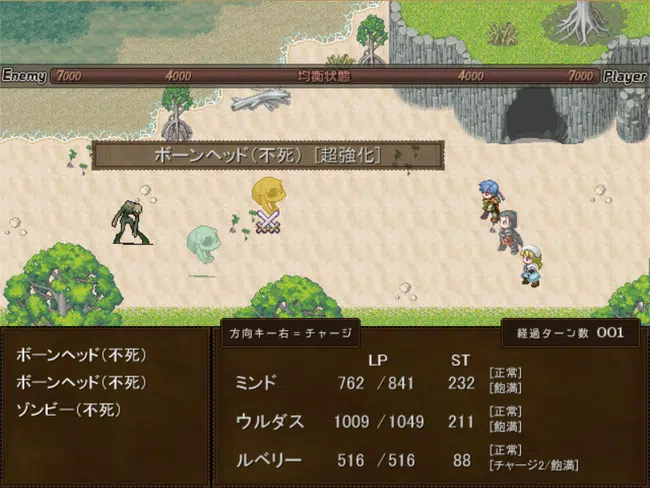 Enemy 7000 4000 均衡状態 4000 7000 Player
ボーンヘッド(不死) [超強化]
方向キー右 = チャージ
経過ターン数 001
ボーンヘッド(不死)
ボーンヘッド(不死)
ゾンビー(不死)
LP ST
ミンド 762 / 841 232 [正常]
[飽満]
ウルダス 1009 / 1049 211 [正常]
[飽満]
ルベリー 516 / 516 88 [正常]
[チャージ2/飽満]